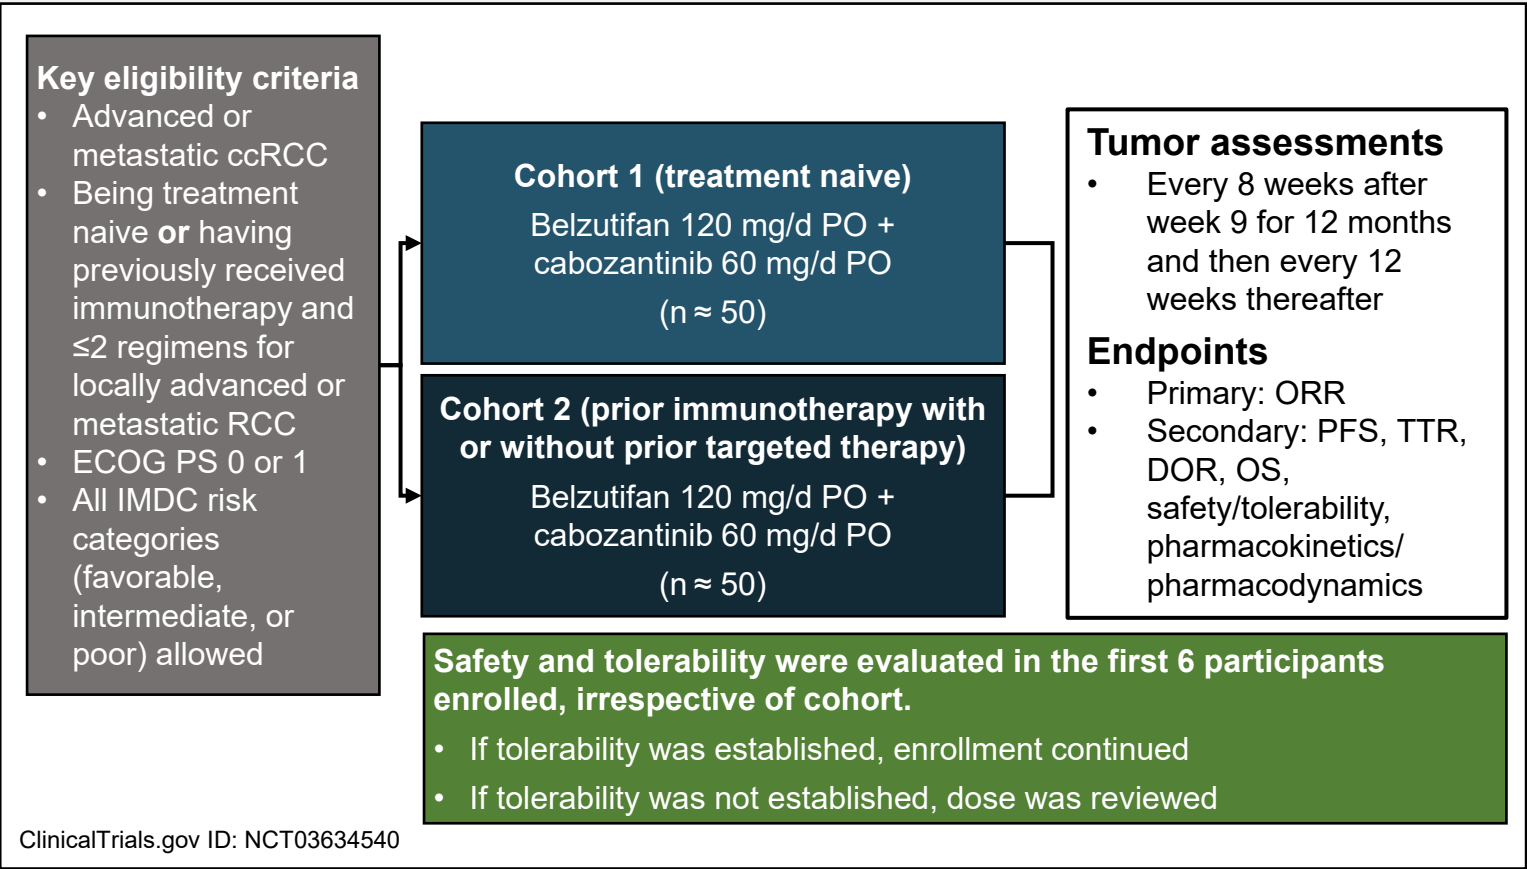 Key eligibility criteria
• Advanced or
metastatic ccRCC
• Being treatment
naive or having
previously received
immunotherapy and
≤2 regimens for
locally advanced or
metastatic RCC
• ECOG PS 0 or 1
• All IMDC risk
categories
(favorable,
intermediate, or
poor) allowed
Cohort 1 (treatment naive)
Belzutifan 120 mg/d PO +
cabozantinib 60 mg/d PO
(n ≈ 50)
Cohort 2 (prior immunotherapy with
or without prior targeted therapy)
Belzutifan 120 mg/d PO +
cabozantinib 60 mg/d PO
(n ≈ 50)
Tumor assessments
• Every 8 weeks after
week 9 for 12 months
and then every 12
weeks thereafter
Endpoints
• Primary: ORR
• Secondary: PFS, TTR,
DOR, OS,
safety/tolerability,
pharmacokinetics/
pharmacodynamics
Safety and tolerability were evaluated in the first 6 participants
enrolled, irrespective of cohort.
• If tolerability was established, enrollment continued
• If tolerability was not established, dose was reviewed
ClinicalTrials.gov ID: NCT03634540